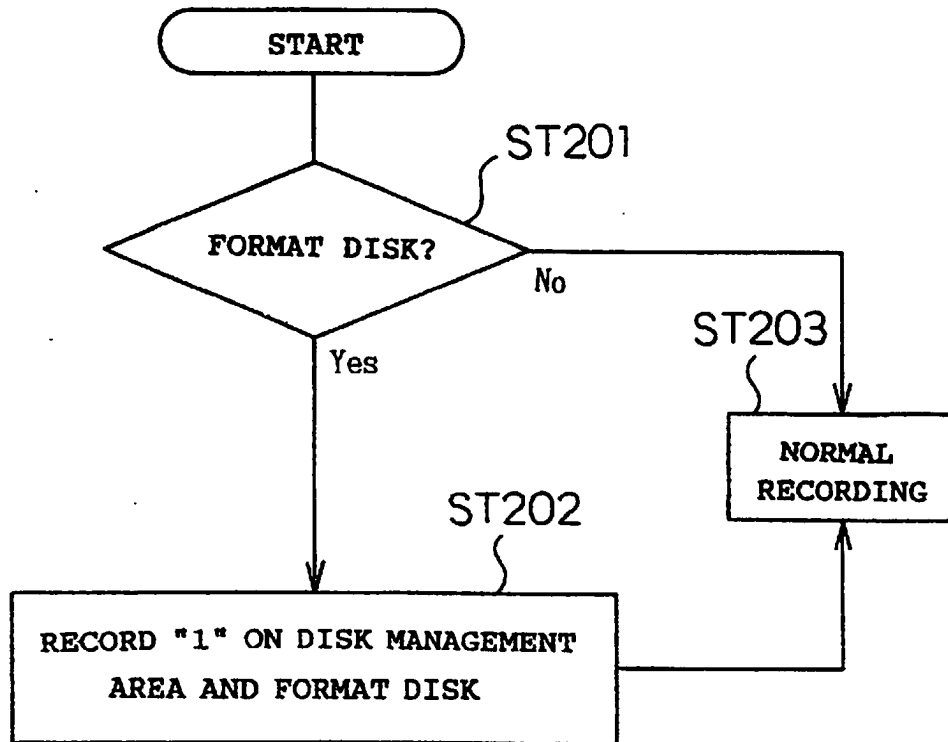 START
ST201
FORMAT DISK?
No
Yes
ST203
NORMAL
RECORDING
ST202
RECORD "1" ON DISK MANAGEMENT
AREA AND FORMAT DISK